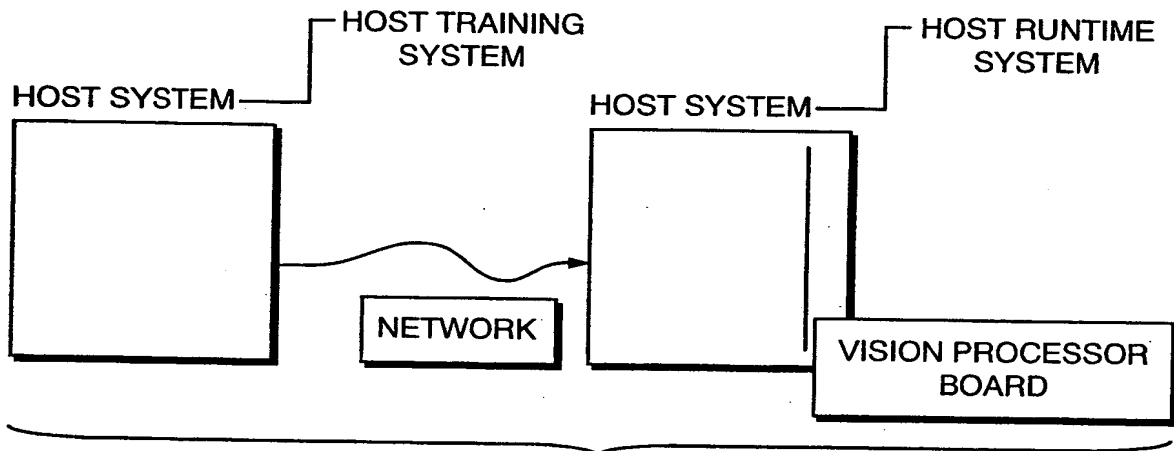 HOST TRAINING
SYSTEM
HOST SYSTEM
HOST RUNTIME
SYSTEM
HOST SYSTEM
NETWORK
VISION PROCESSOR
BOARD